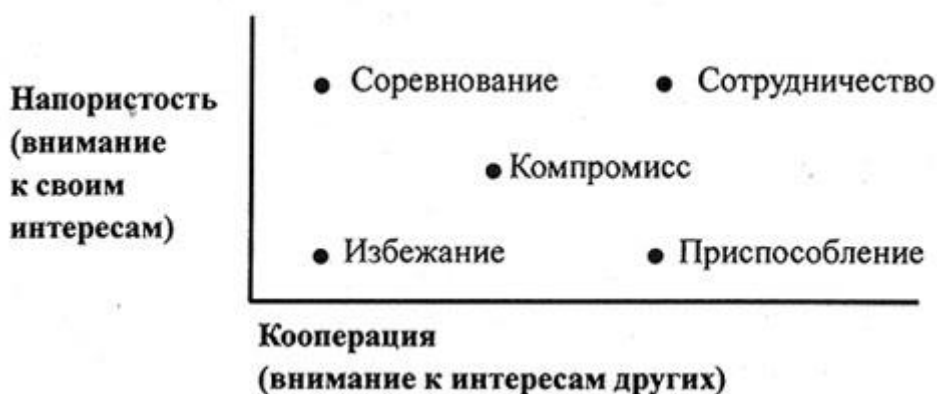 Напористость
(внимание
к своим
интересам)
● Соревнование
● Сотрудничество
● Компромисс
● Избежание
● Приспособление
Кооперация
(внимание к интересам других)